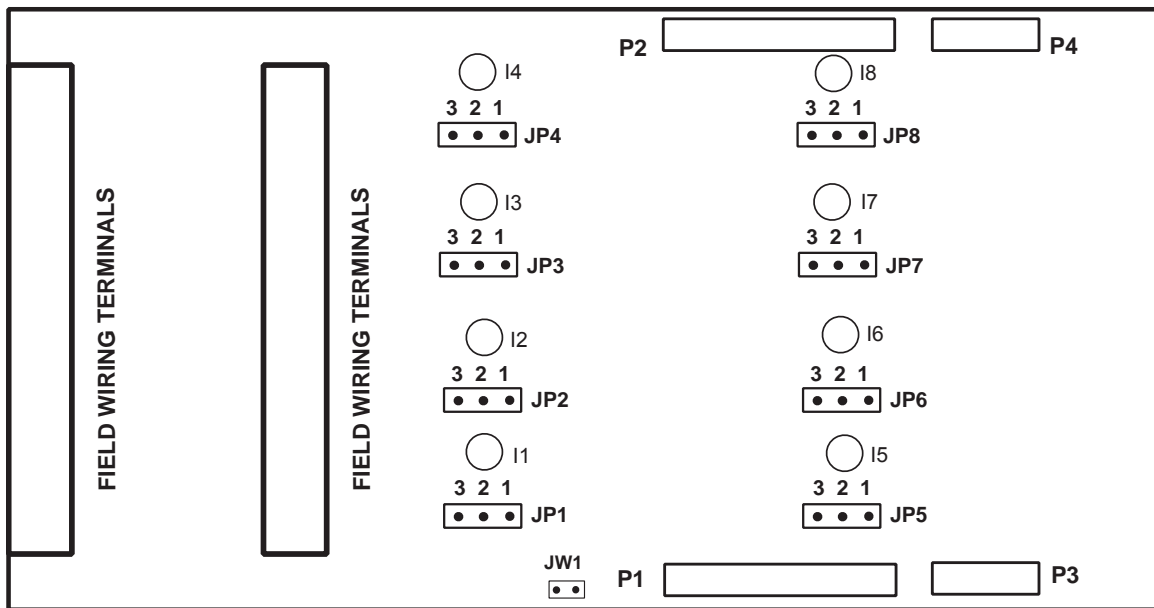 P2
P4
I4
3 2 1
JP4
I8
3 2 1
JP8
I3
3 2 1
JP3
I7
3 2 1
JP7
FIELD WIRING TERMINALS
FIELD WIRING TERMINALS
I2
3 2 1
JP2
I6
3 2 1
JP6
I1
3 2 1
JP1
I5
3 2 1
JP5
JW1
P1
P3